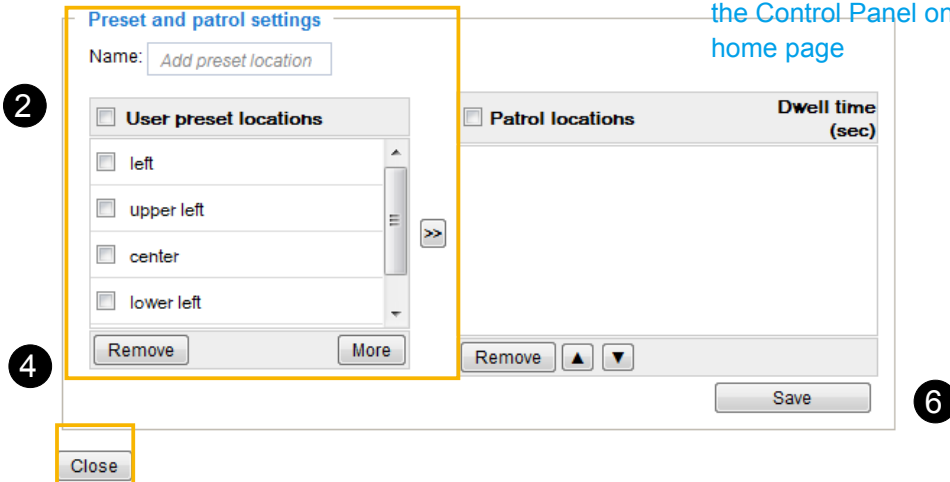 the Control Panel on
home page
Preset and patrol settings
Name: Add preset location
2
User preset locations
left
upper left
center
lower left
Remove More
>>
Patrol locations Dwell time
(sec)
Remove ▲ ▼
4
Save
6
Close